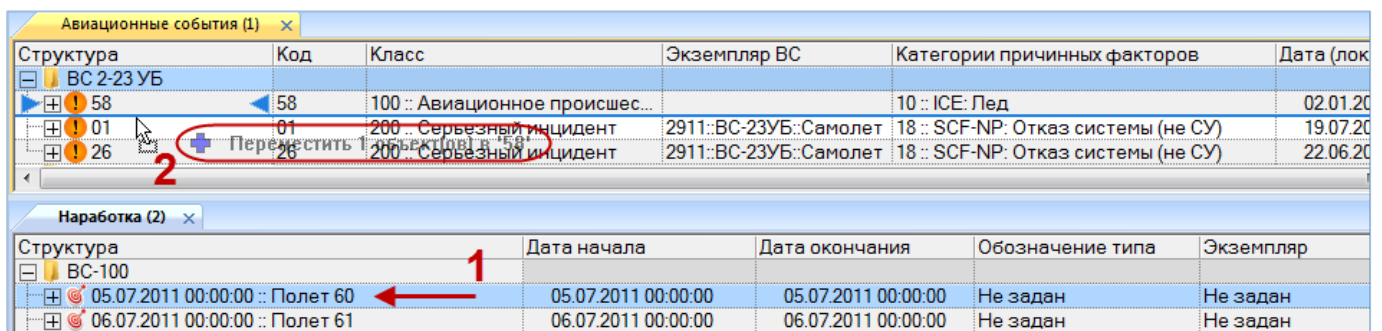 Авиационные события (1) ×
Структура Код Класс Экземпляр ВС Категории причинных факторов Дата (лок
ВС 2-23 УБ
58 58 100 :: Авиационное происшес... 10 :: ICE: Лед 02.01.20
01 01 200 :: Серьезный инцидент 2911::ВС-23УБ::Самолет 18 :: SCF-NP: Отказ системы (не СУ) 19.07.20
Переместить 1 объект(ов) в '58'
26 26 200 :: Серьезный инцидент 2911::ВС-23УБ::Самолет 18 :: SCF-NP: Отказ системы (не СУ) 22.06.20
2
Наработка (2) ×
Структура Дата начала Дата окончания Обозначение типа Экземпляр
ВС-100
1
05.07.2011 00:00:00 :: Полет 60 05.07.2011 00:00:00 05.07.2011 00:00:00 Не задан Не задан
06.07.2011 00:00:00 :: Полет 61 06.07.2011 00:00:00 06.07.2011 00:00:00 Не задан Не задан